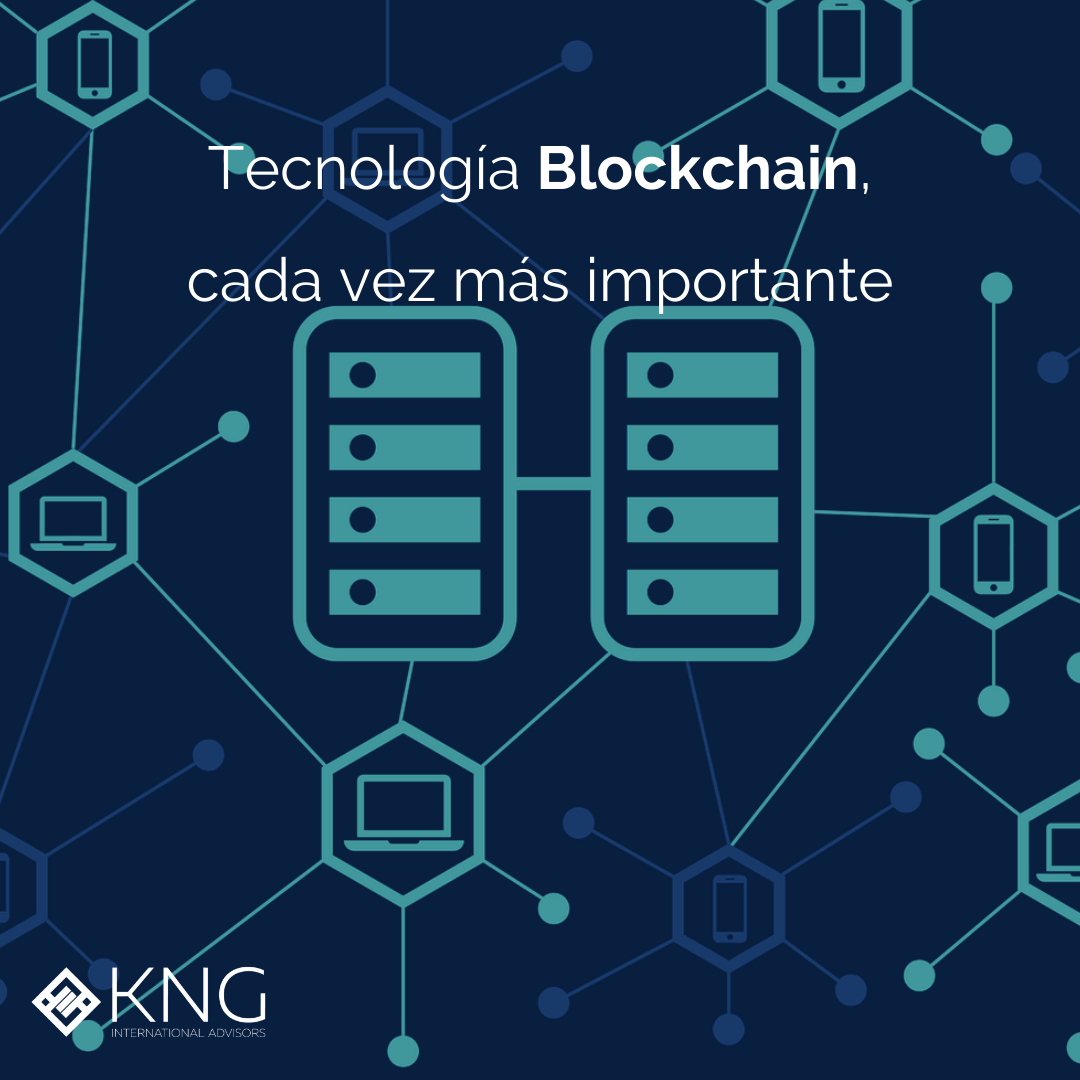 Tecnología Blockchain,
cada vez más importante
KNG
INTERNATIONAL ADVISORS